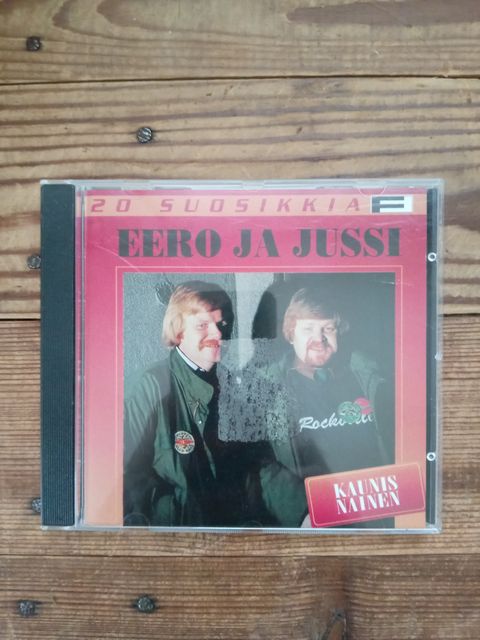 20 SUOSIKKIA F
EERO JA JUSSI
KAUNIS
NAINEN